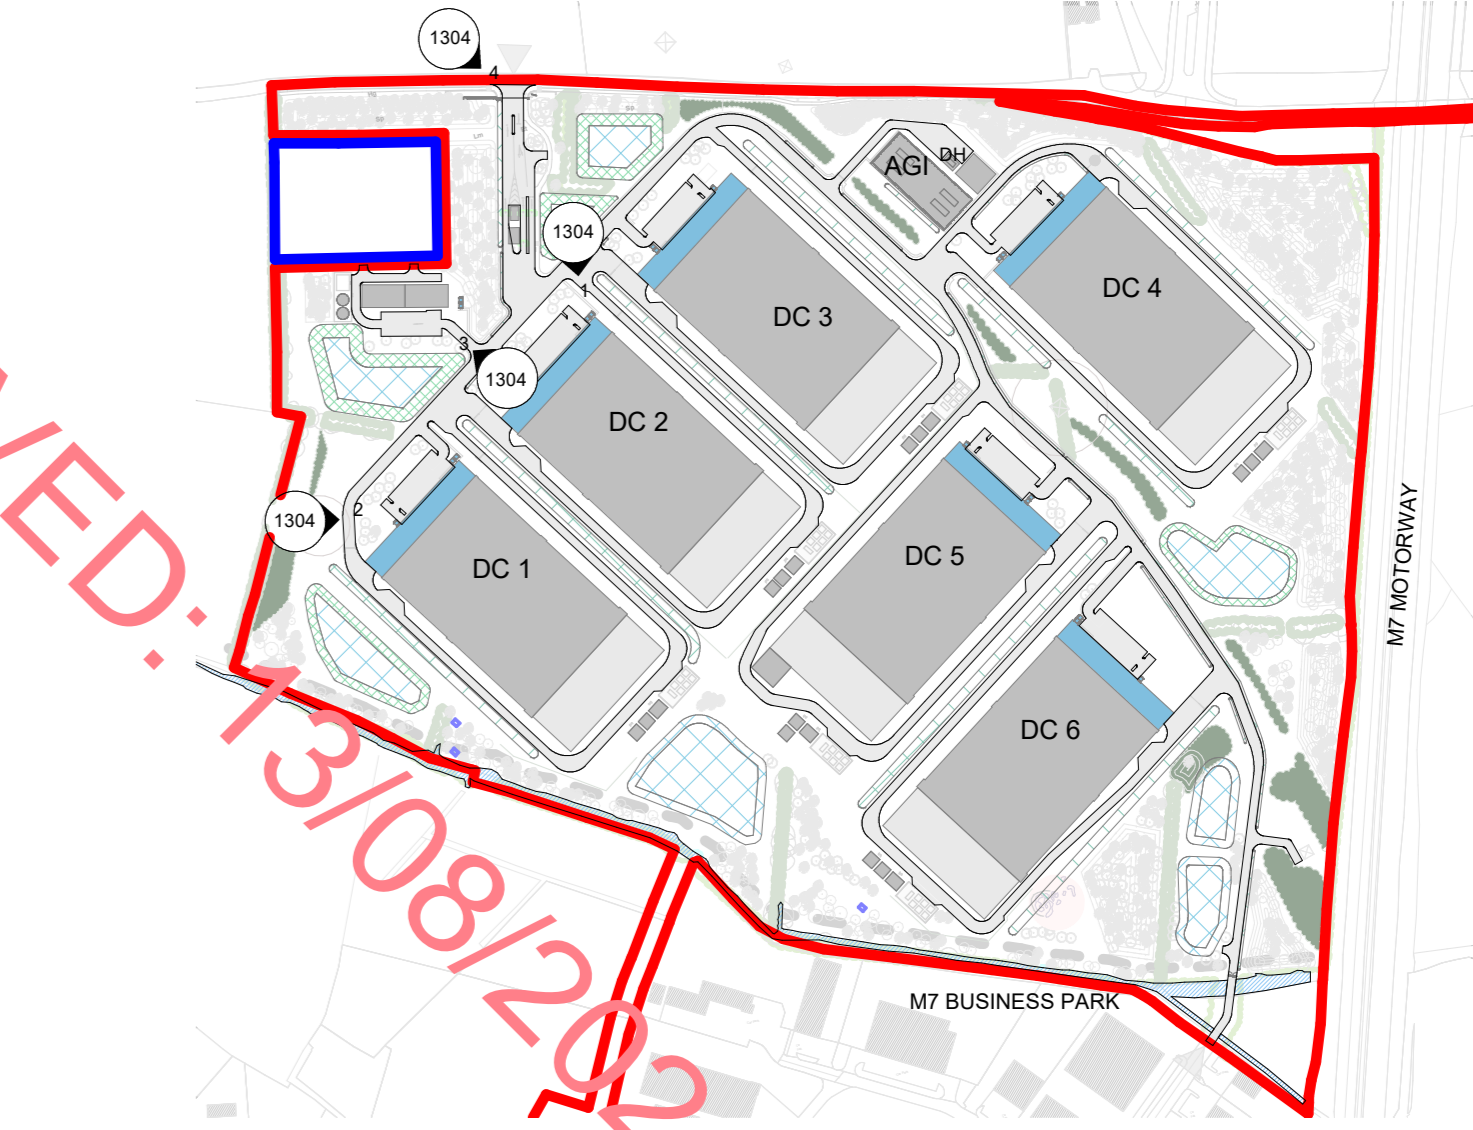 1304
4
AGI
DH
1304
1
DC 4
DC 3
3
1304
DC 2
2
1304
DC 5
DC 1
M7 MOTORWAY
DC 6
VED: 13/08/202
M7 BUSINESS PARK